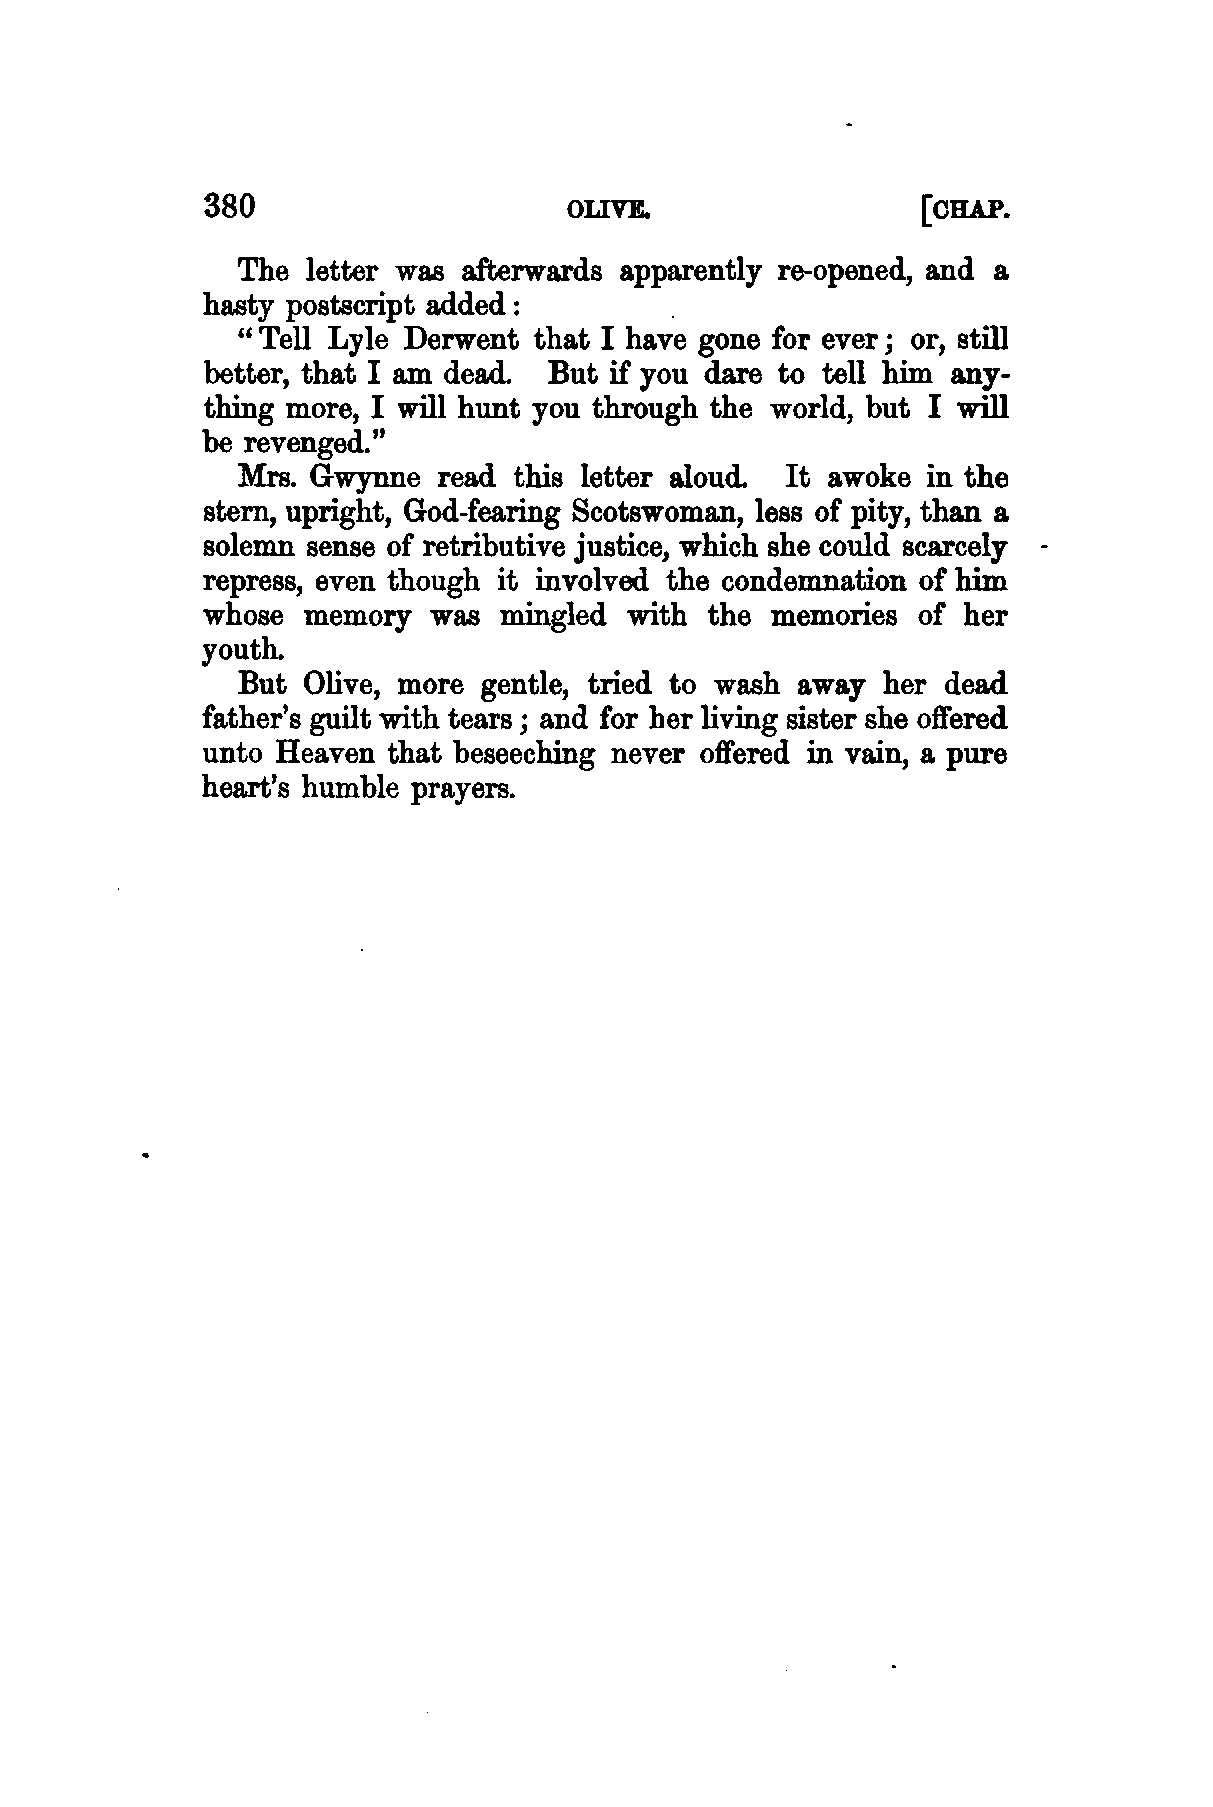 380 OLIVE. [CHAP.
The letter was afterwards apparently re-opened, and a
hasty postscript added :
“ Tell Lyle Derwent that I have gone for ever ; or, still
better, that I am dead. But if you dare to tell him any-
thing more, I will hunt you through the world, but I will
be revenged.”
Mrs. Gwynne read this letter aloud. It awoke in the
stern, upright, God-fearing Scotswoman, less of pity, than a
solemn sense of retributive justice, which she could scarcely
repress, even though it involved the condemnation of him
whose memory was mingled with the memories of her
youth.
But Olive, more gentle, tried to wash away her dead
father’s guilt with tears ; and for her living sister she offered
unto Heaven that beseeching never offered in vain, a pure
heart’s humble prayers.